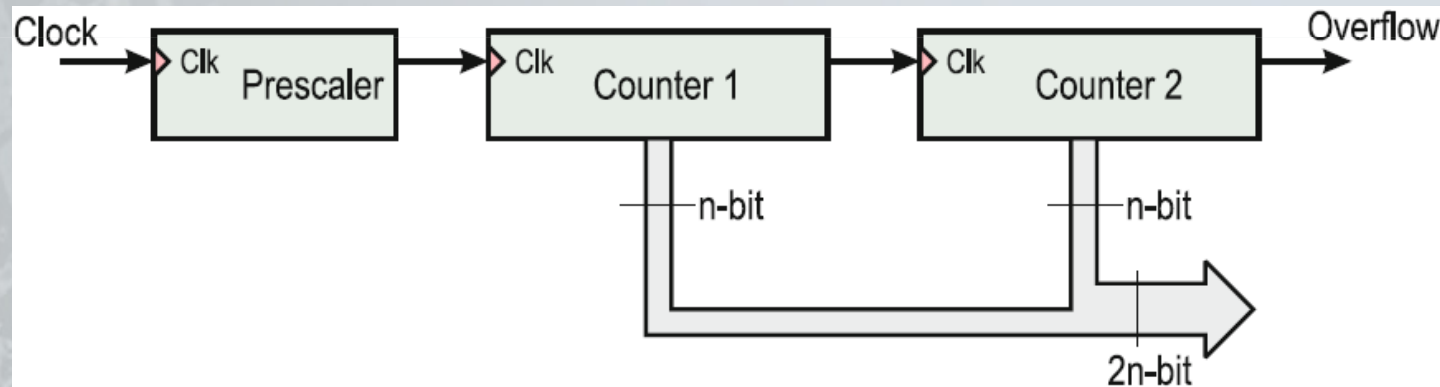 Clock
Overflow
Clk
Prescaler
Clk
Counter 1
Clk
Counter 2
n-bit
n-bit
2n-bit